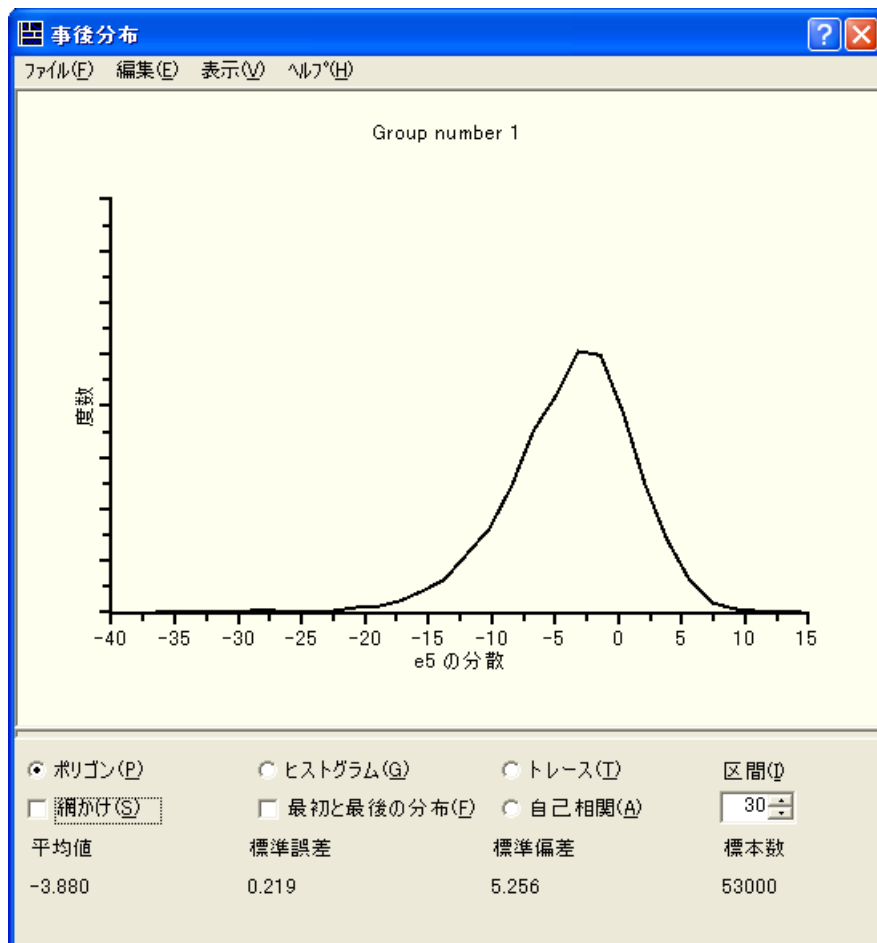 事後分布
ファイル(F) 編集(E) 表示(V) ヘルプ(H)
Group number 1
度数
-40 -35 -30 -25 -20 -15 -10 -5 0 5 10 15
e5 の分散
ポリゴン(P) ヒストグラム(G) トレース(T) 区間(I)
網かけ(S) 最初と最後の分布(F) 自己相関(A) 30
平均値 標準誤差 標準偏差 標本数
-3.880 0.219 5.256 53000